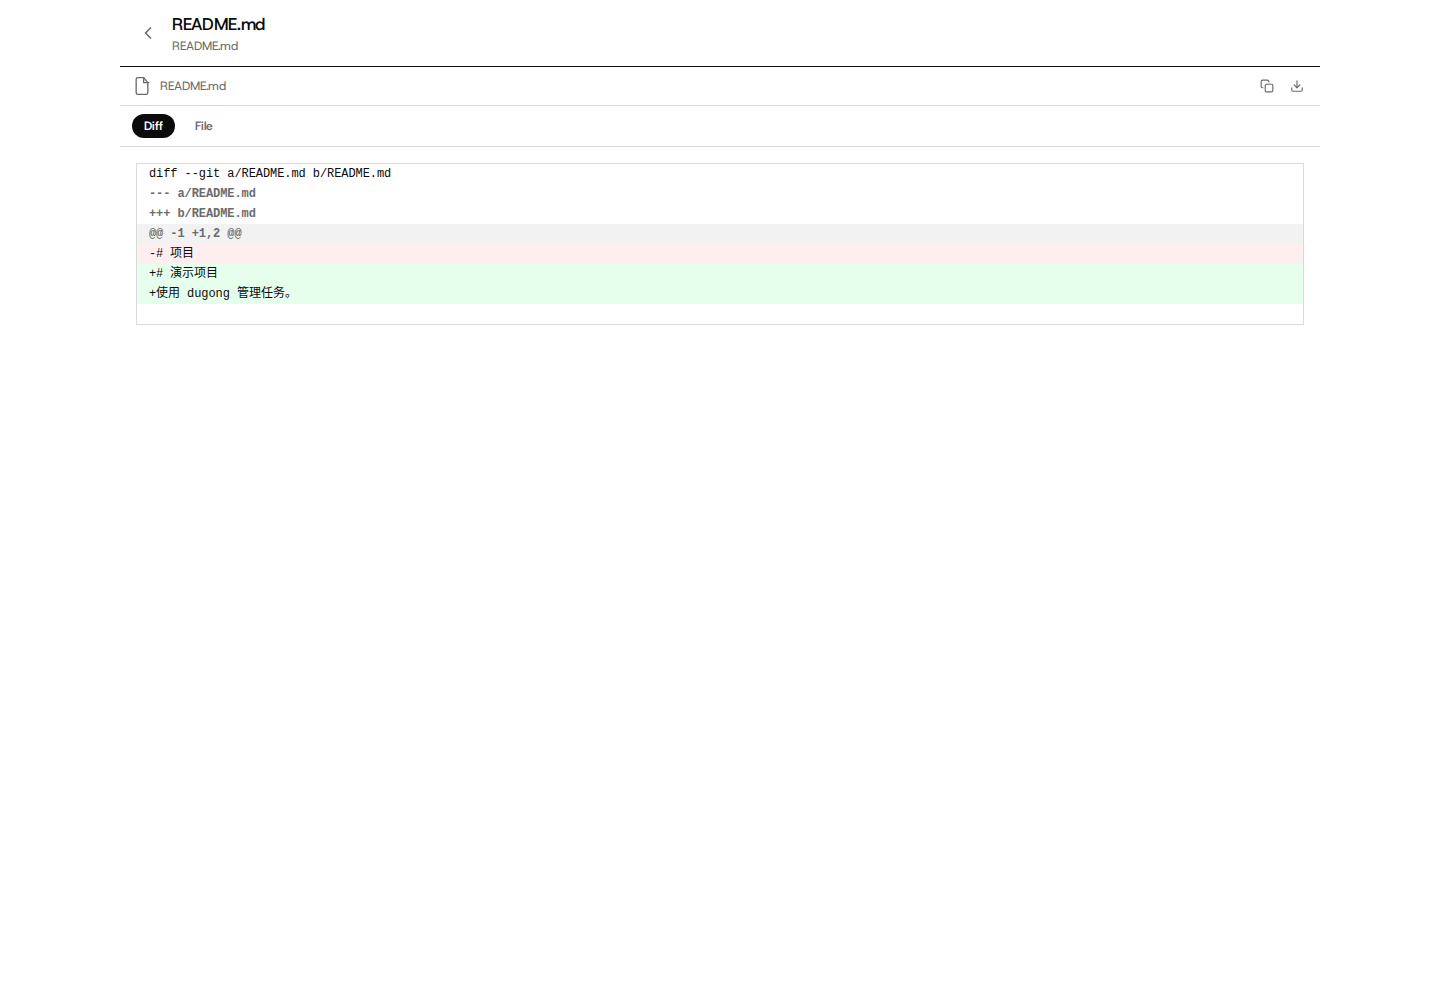 README.md
README.md
README.md
Diff File
diff --git a/README.md b/README.md
--- a/README.md
+++ b/README.md
@@ -1 +1,2 @@
-# 项目
+# 演示项目
+使用 dugong 管理任务。